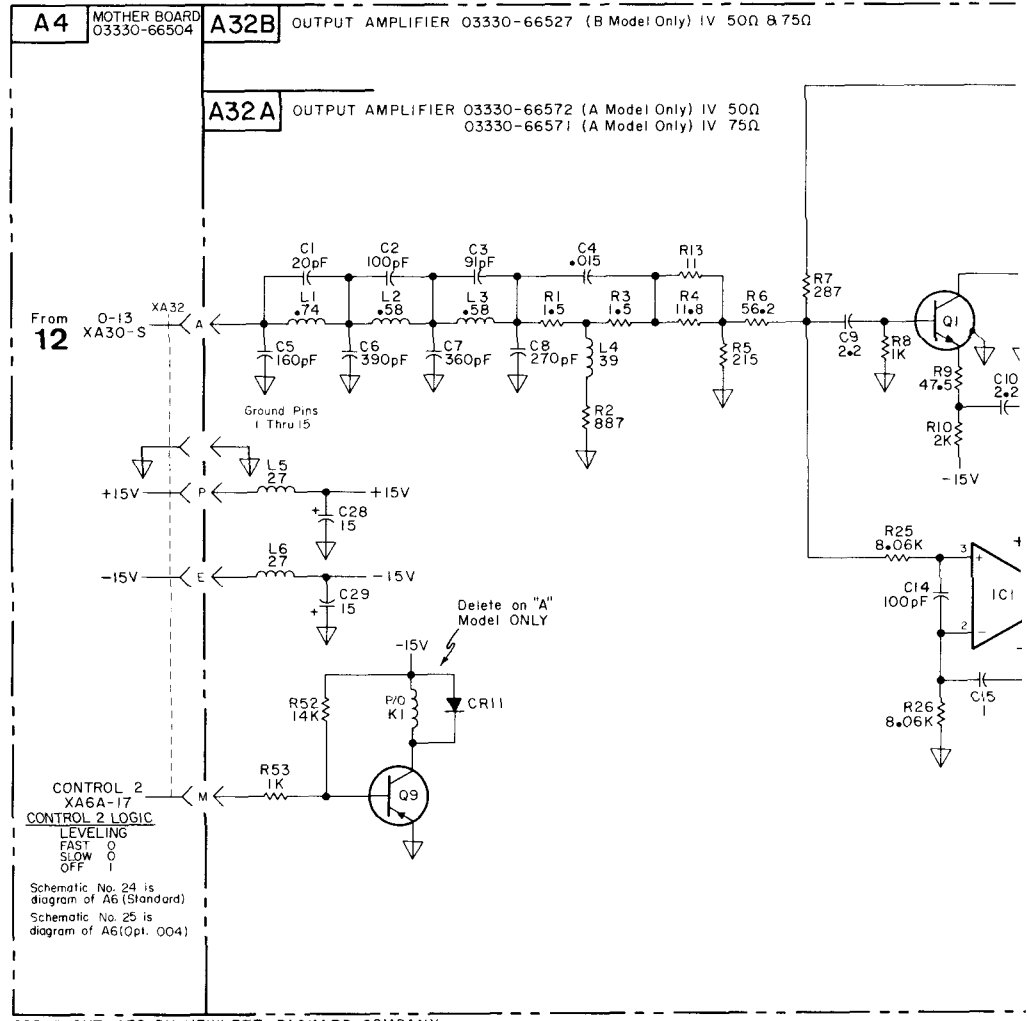 A4
MOTHER BOARD
03330-66504
A32B
OUTPUT AMPLIFIER 03330-66527 (B Model Only) 1V 50Ω & 75Ω
A32A
OUTPUT AMPLIFIER 03330-66572 (A Model Only) 1V 50Ω
03330-66571 (A Model Only) 1V 75Ω
C1
20pF
C2
100pF
C3
91pF
C4
.015
R13
11
R7
287
From
12
0-13
XA30-S
XA32
A
L1
.74
L2
.58
L3
.58
R1
1.5
R3
1.5
R4
11.8
R6
56.2
C5
160pF
C6
390pF
C7
360pF
C8
270pF
L4
39
R5
215
C9
2.2
R8
1K
Q1
R9
47.5
C10
2.2
R2
887
R10
2K
-15V
Ground Pins
1 Thru 15
+15V
P
L5
27
+15V
+
C28
15
-15V
E
L6
27
-15V
+
C29
15
R25
8.06K
3
+
+
C14
100pF
IC1
2
-
-
C15
1
R26
8.06K
Delete on "A"
Model ONLY
-15V
R52
14K
P/O
K1
CR11
R53
1K
Q9
CONTROL 2
XA6A-17
M
CONTROL 2 LOGIC
LEVELING
FAST 0
SLOW 0
OFF 1
Schematic No. 24 is
diagram of A6 (Standard)
Schematic No. 25 is
diagram of A6(Opt. 004)